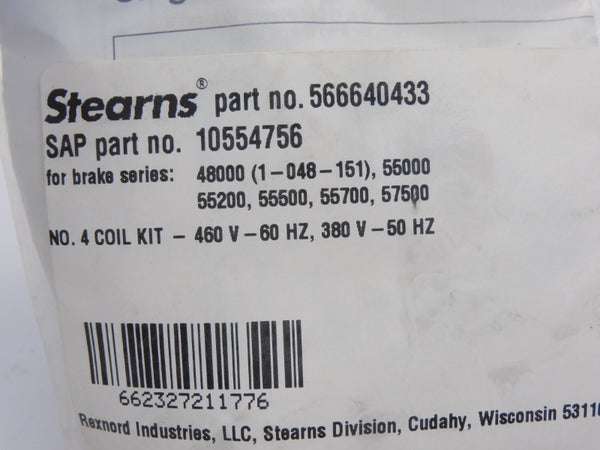 Stearns® part no. 566640433
SAP part no. 10554756
for brake series: 48000 (1-048-151), 55000
55200, 55500, 55700, 57500
NO. 4 COIL KIT - 460 V-60 HZ, 380 V-50 HZ
662327211776
Rexnord Industries, LLC, Stearns Division, Cudahy, Wisconsin 53110